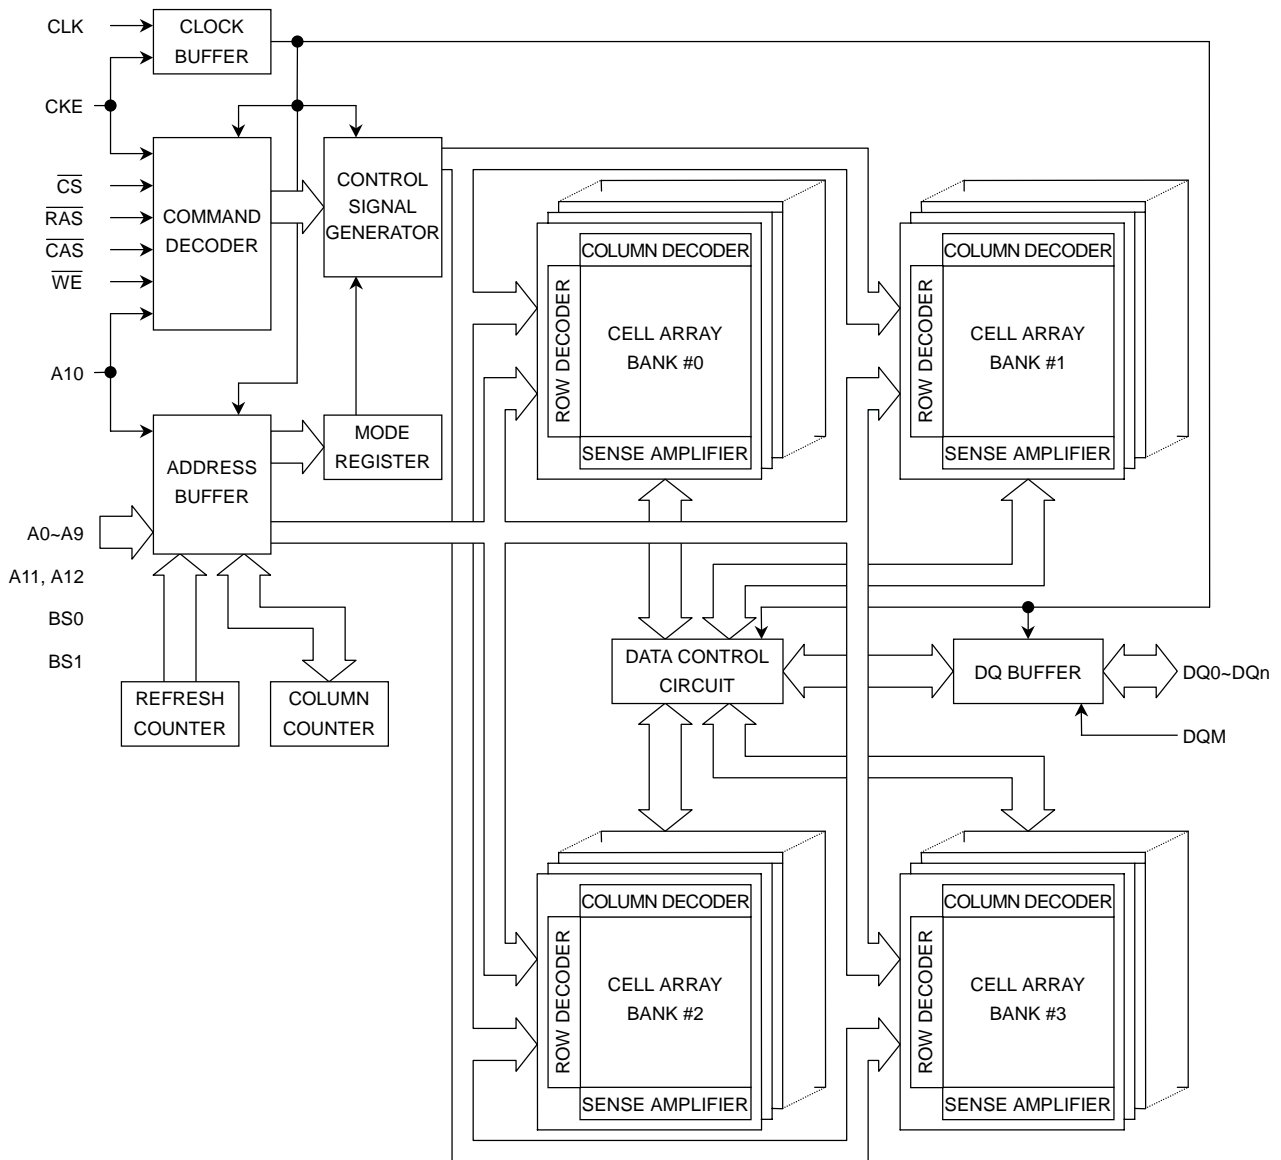 CLK
CLOCK
BUFFER
CKE
CS
RAS
CAS
WE
A10
COMMAND
DECODER
CONTROL
SIGNAL
GENERATOR
MODE
REGISTER
ADDRESS
BUFFER
A0~A9
A11, A12
BS0
BS1
REFRESH
COUNTER
COLUMN
COUNTER
COLUMN DECODER
ROW DECODER
CELL ARRAY
BANK #0
SENSE AMPLIFIER
COLUMN DECODER
ROW DECODER
CELL ARRAY
BANK #1
SENSE AMPLIFIER
DATA CONTROL
CIRCUIT
DQ BUFFER
DQ0~DQn
DQM
COLUMN DECODER
ROW DECODER
CELL ARRAY
BANK #2
SENSE AMPLIFIER
COLUMN DECODER
ROW DECODER
CELL ARRAY
BANK #3
SENSE AMPLIFIER